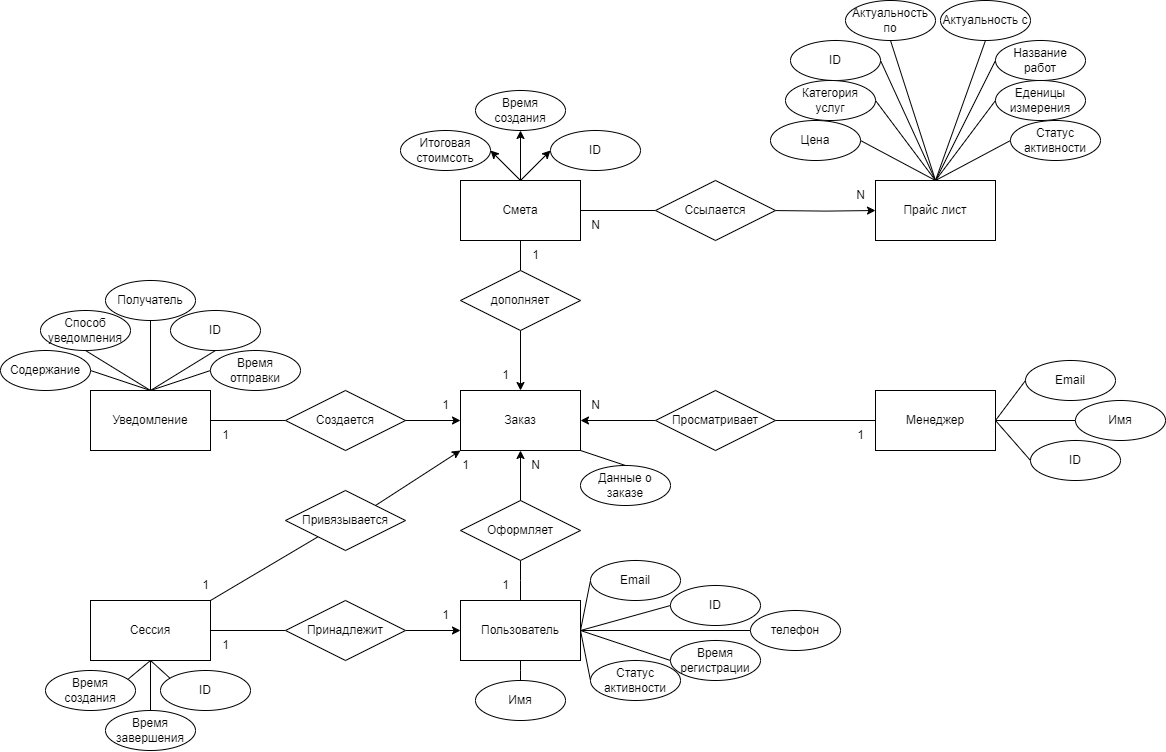 Актуальность
по
Актуальность с
ID
Название
работ
Категория
услуг
Еденицы
измерения
Цена
Статус
активности
Время
создания
Итоговая
стоимсоть
ID
Смета
N
Ссылается
N
Прайс лист
1
дополняет
1
Получатель
Способ
уведомления
ID
Содержание
Время
отправки
Уведомление
1
Создается
1
Заказ
N
Просматривает
1
Менеджер
Email
Имя
ID
1
N
Данные о
заказе
Привязывается
Оформляет
1
1
Сессия
1
Принадлежит
1
Пользователь
Email
ID
телефон
Время
регистрации
Статус
активности
Имя
Время
создания
ID
Время
завершения